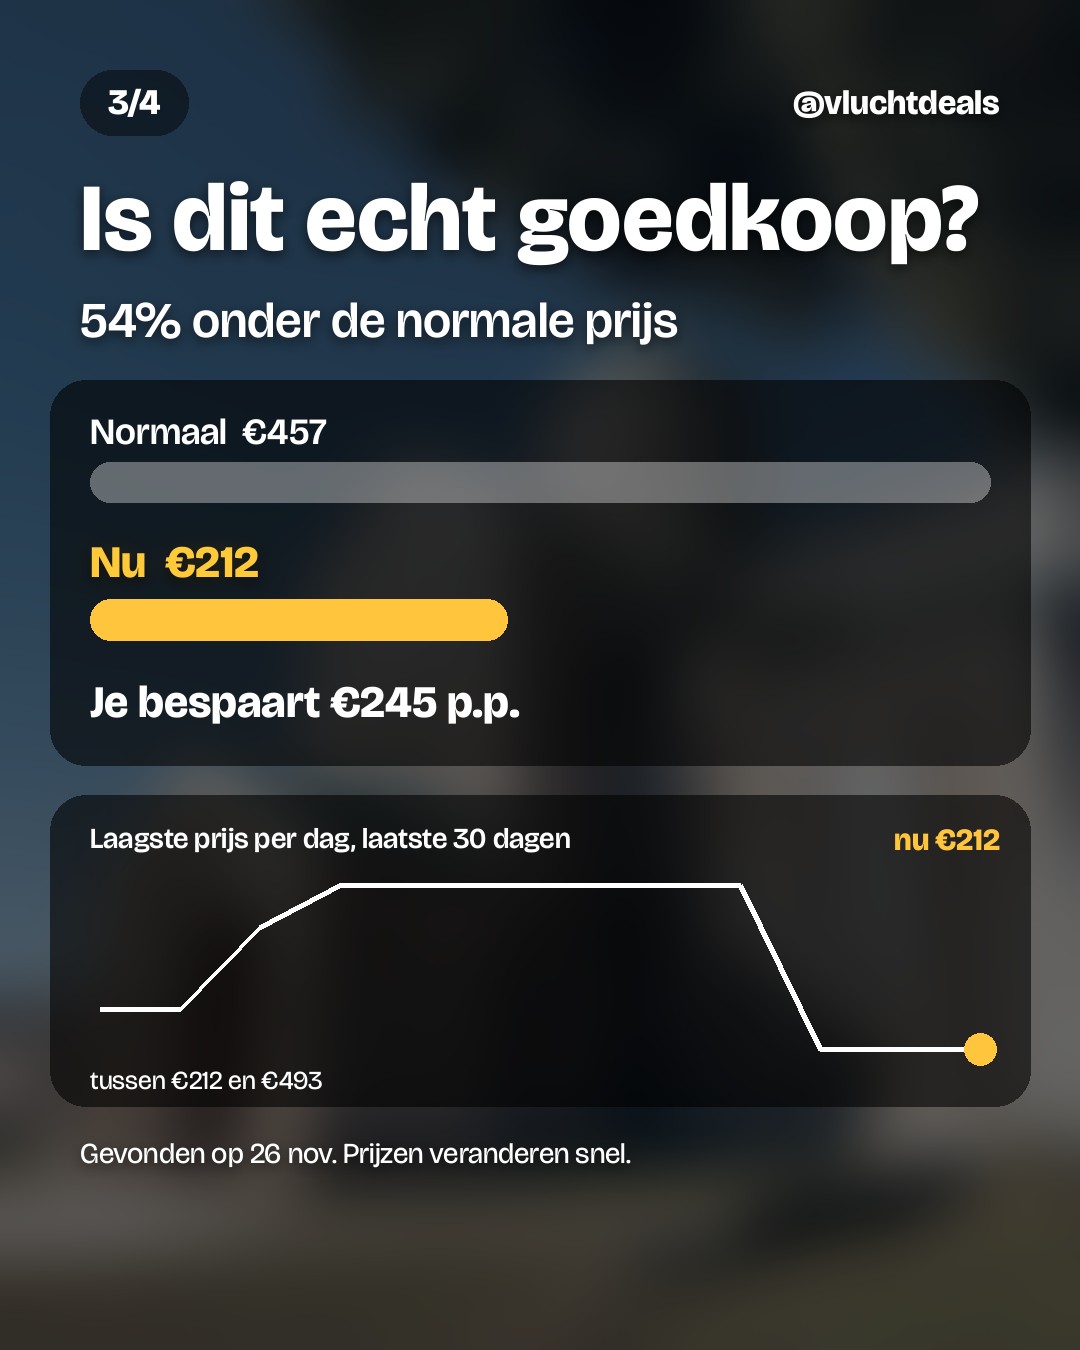 3/4
@vluchtdeals
Is dit echt goedkoop?
54% onder de normale prijs
Normaal €457
Nu €212
Je bespaart €245 p.p.
Laagste prijs per dag, laatste 30 dagen
nu €212
tussen €212 en €493
Gevonden op 26 nov. Prijzen veranderen snel.